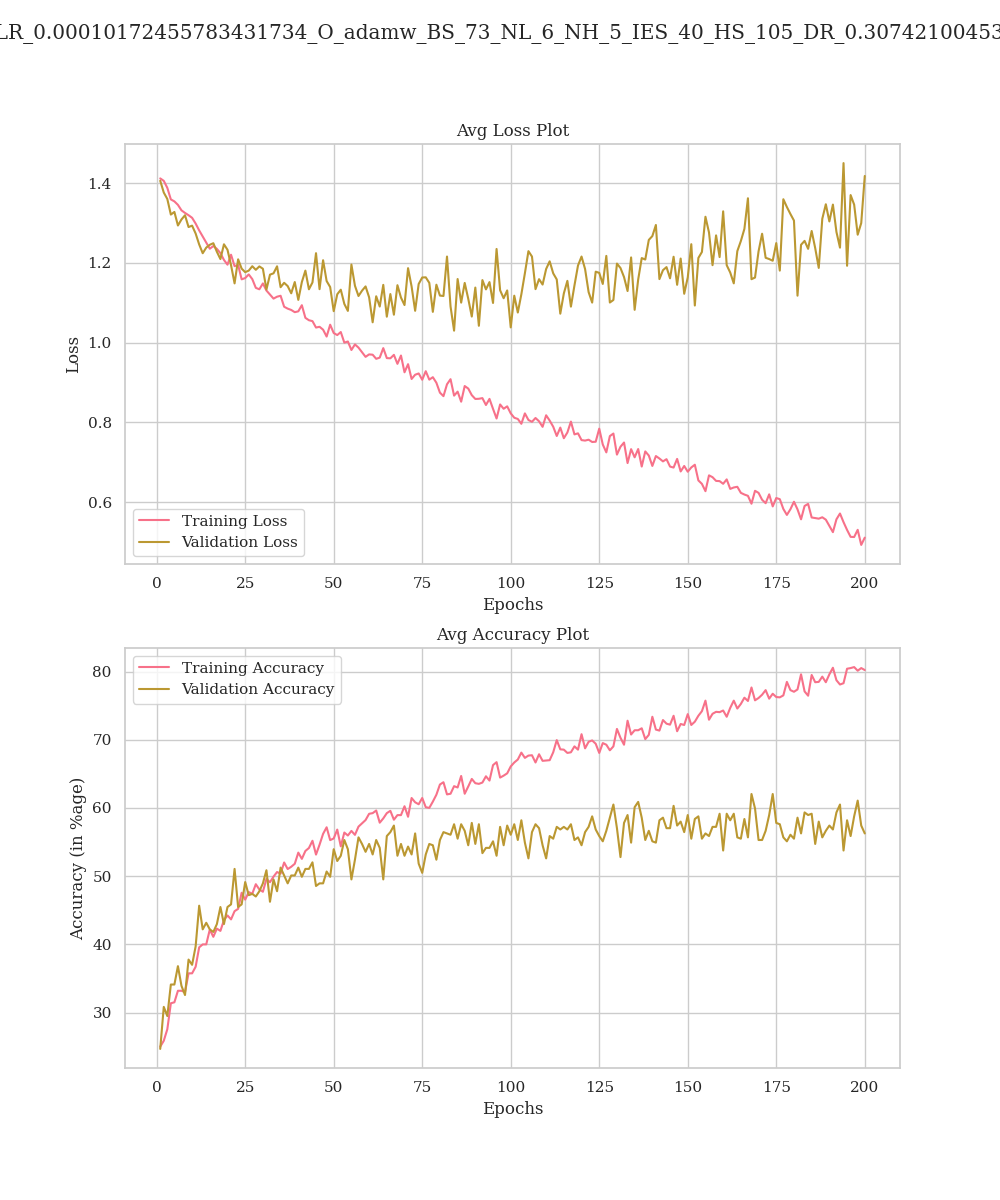 LR_0.00010172455783431734_O_adamw_BS_73_NL_6_NH_5_IES_40_HS_105_DR_0.30742100453
Avg Loss Plot
1.4
1.2
1.0
0.8
0.6
Loss
Training Loss
Validation Loss
0 25 50 75 100 125 150 175 200
Epochs
Avg Accuracy Plot
80
70
60
50
40
30
Accuracy (in %age)
Training Accuracy
Validation Accuracy
0 25 50 75 100 125 150 175 200
Epochs